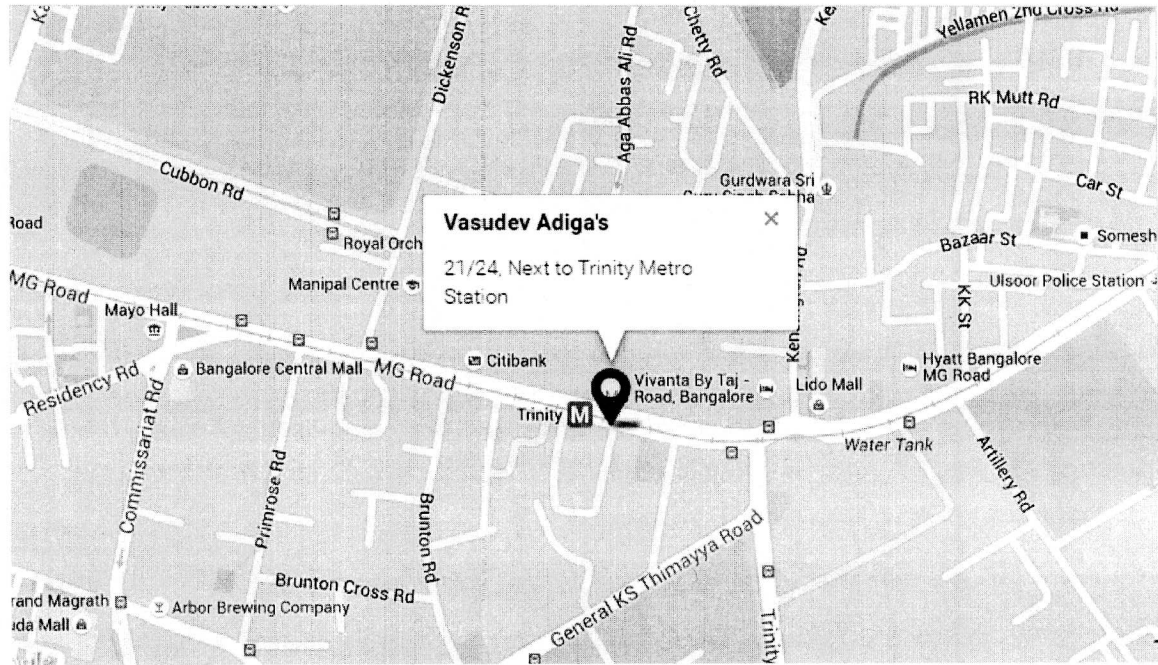 Yellamen 2nd Cross Rd
Dickenson R
Aga Abbas Ali Rd
Chetty Rd
RK Mutt Rd
Cubbon Rd
Gurdwara Sri
Car St
Road
Vasudev Adiga's
×
21/24, Next to Trinity Metro
Station
Royal Orch
Bazaar St
Somesh
Manipal Centre
Ulsoor Police Station
MG Road
Mayo Hall
KK St
Residency Rd
Bangalore Central Mall
MG Road
Citibank
Vivanta By Taj -
Road, Bangalore
Lido Mall
Hyatt Bangalore
MG Road
Trinity
M
Water Tank
Commissariat Rd
Primrose Rd
Brunton Rd
Artillery Rd
General KS Thimayya Road
Brunton Cross Rd
rand Magrath
Arbor Brewing Company
uda Mall
Trinity